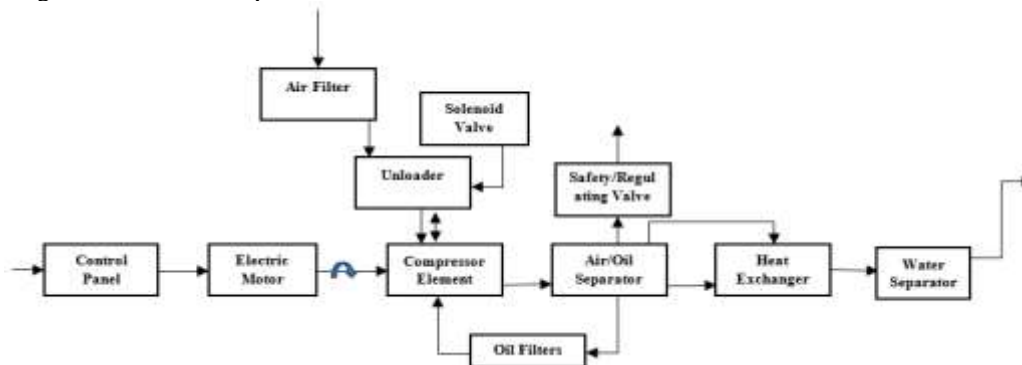 Air Filter
Solenoid
Valve
Unloader
Safety/Regul
ating Valve
Control
Panel
Electric
Motor
Compressor
Element
Air/Oil
Separator
Heat
Exchanger
Water
Separator
Oil Filters